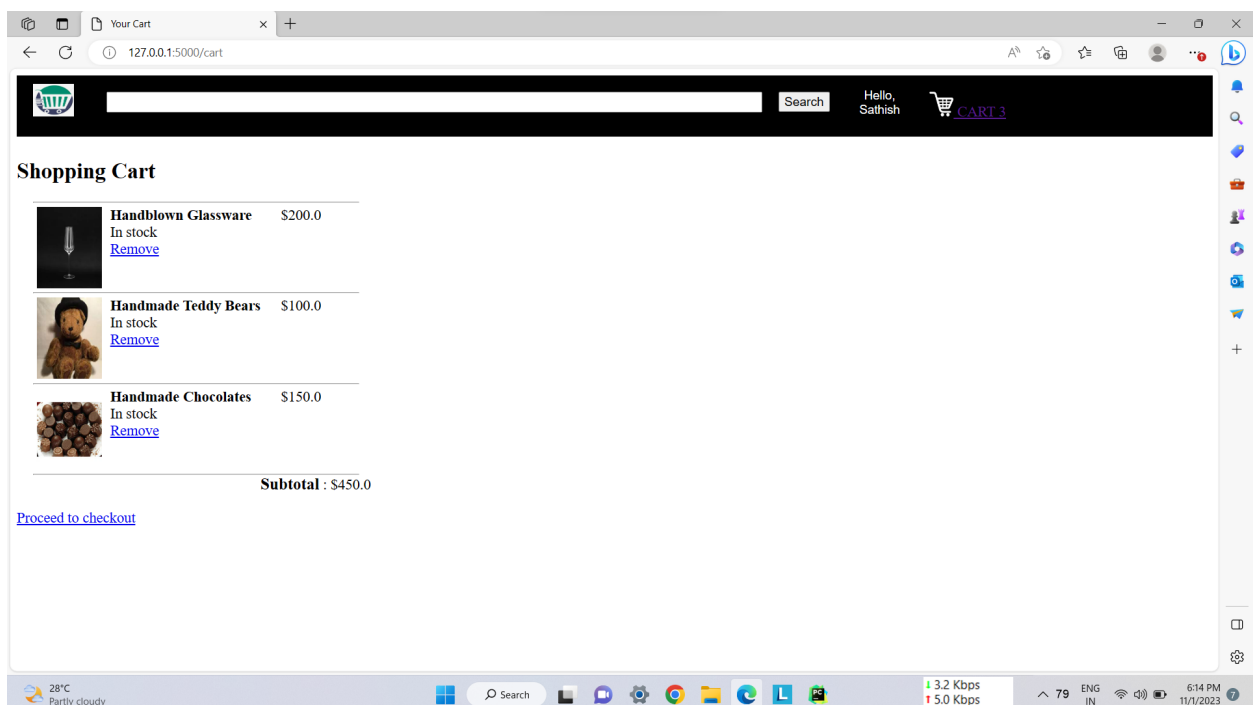 Your Cart
127.0.0.1:5000/cart
Search
Hello,
Sathish
CART 3
Shopping Cart
Handblown Glassware $200.0
In stock
Remove
Handmade Teddy Bears $100.0
In stock
Remove
Handmade Chocolates $150.0
In stock
Remove
Subtotal : $450.0
Proceed to checkout
28°C
Partly cloudy
Search
3.2 Kbps
5.0 Kbps
79
ENG
IN
6:14 PM
11/1/2023
7